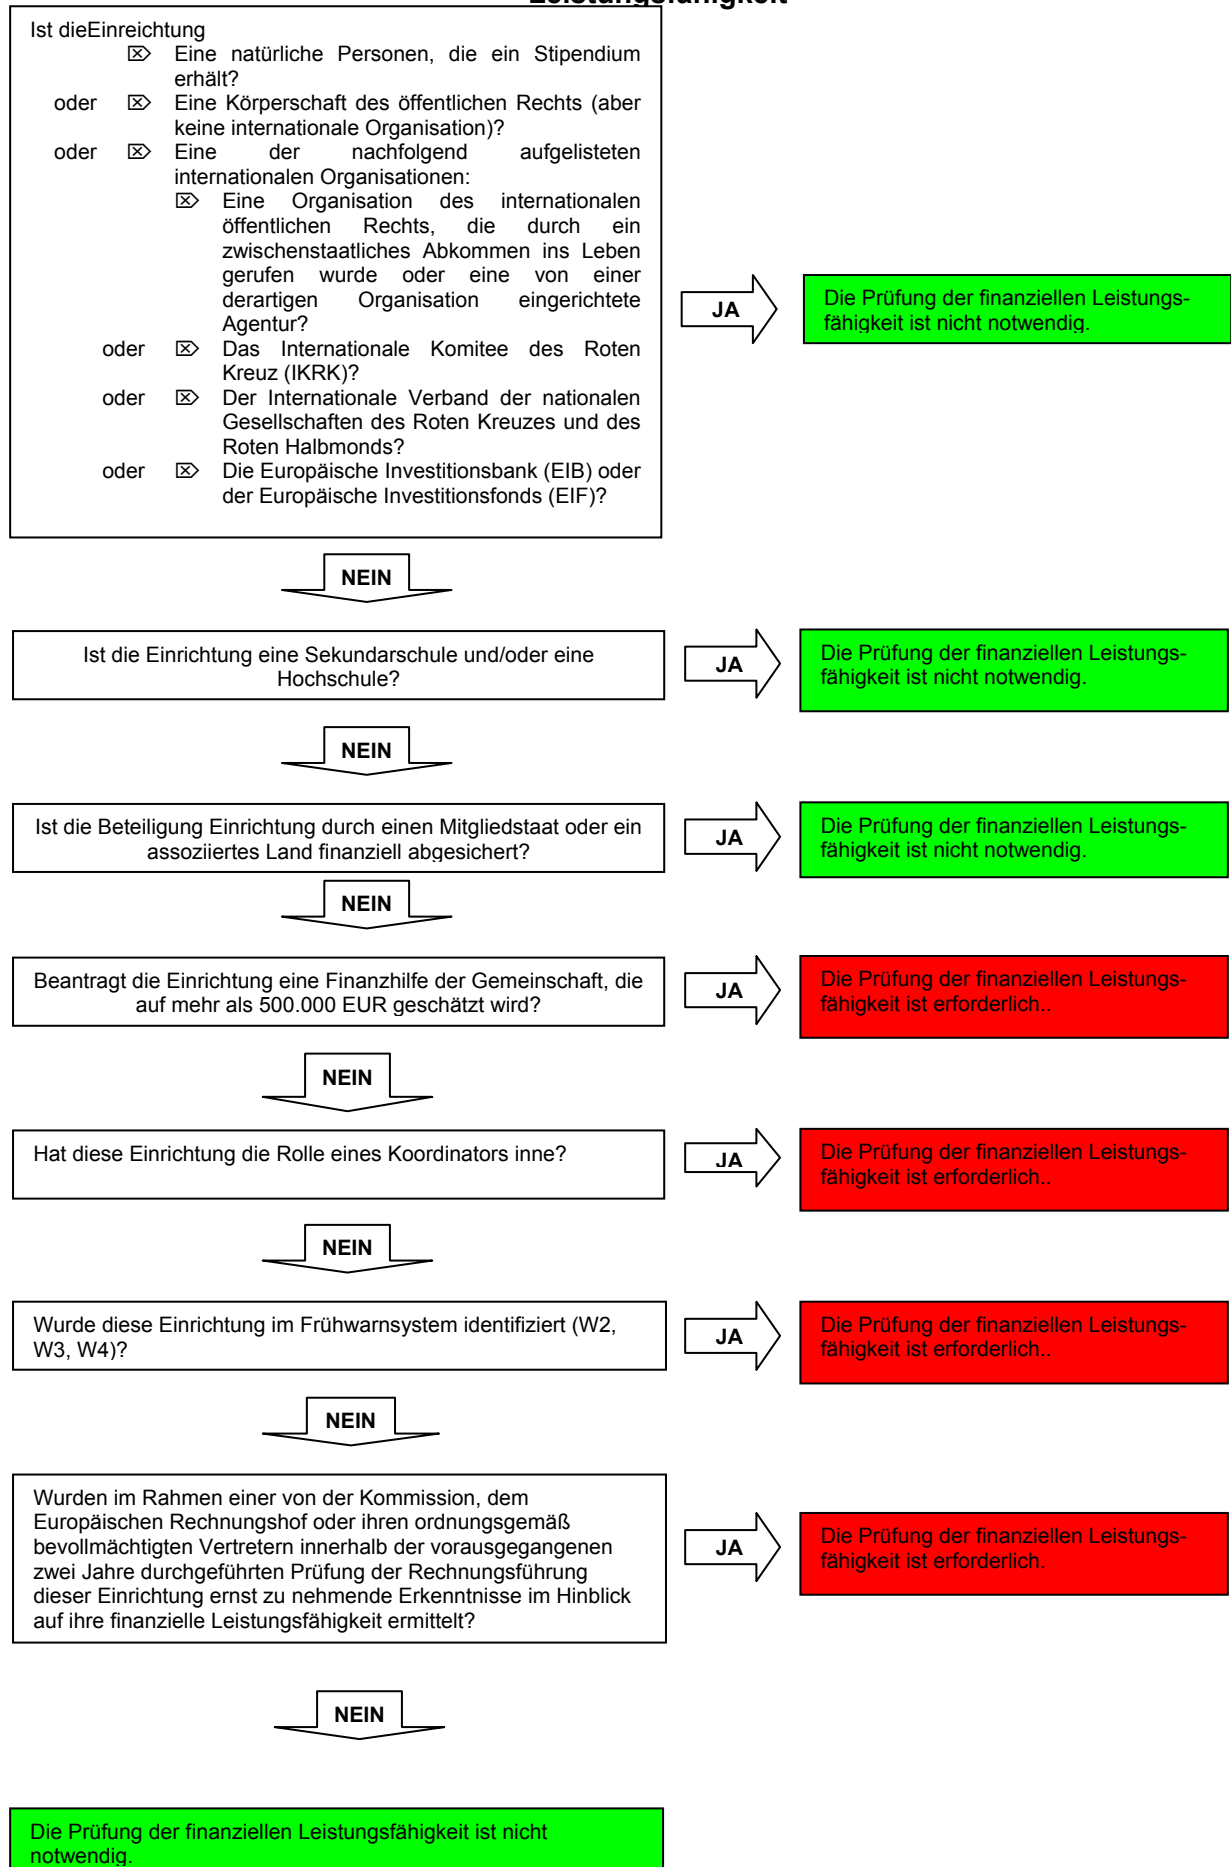 Leistungsfähigkeit
Ist dieEinreichtung
⌦ Eine natürliche Personen, die ein Stipendium
erhält?
oder ⌦ Eine Körperschaft des öffentlichen Rechts (aber
keine internationale Organisation)?
oder ⌦ Eine der nachfolgend aufgelisteten
internationalen Organisationen:
⌦ Eine Organisation des internationalen
öffentlichen Rechts, die durch ein
zwischenstaatliches Abkommen ins Leben
gerufen wurde oder eine von einer
derartigen Organisation eingerichtete
Agentur?
oder ⌦ Das Internationale Komitee des Roten
Kreuz (IKRK)?
oder ⌦ Der Internationale Verband der nationalen
Gesellschaften des Roten Kreuzes und des
Roten Halbmonds?
oder ⌦ Die Europäische Investitionsbank (EIB) oder
der Europäische Investitionsfonds (EIF)?
JA
Die Prüfung der finanziellen Leistungs-
fähigkeit ist nicht notwendig.
NEIN
Ist die Einrichtung eine Sekundarschule und/oder eine
Hochschule?
JA
Die Prüfung der finanziellen Leistungs-
fähigkeit ist nicht notwendig.
NEIN
Ist die Beteiligung Einrichtung durch einen Mitgliedstaat oder ein
assoziiertes Land finanziell abgesichert?
JA
Die Prüfung der finanziellen Leistungs-
fähigkeit ist nicht notwendig.
NEIN
Beantragt die Einrichtung eine Finanzhilfe der Gemeinschaft, die
auf mehr als 500.000 EUR geschätzt wird?
JA
Die Prüfung der finanziellen Leistungs-
fähigkeit ist erforderlich..
NEIN
Hat diese Einrichtung die Rolle eines Koordinators inne?
JA
Die Prüfung der finanziellen Leistungs-
fähigkeit ist erforderlich..
NEIN
Wurde diese Einrichtung im Frühwarnsystem identifiziert (W2,
W3, W4)?
JA
Die Prüfung der finanziellen Leistungs-
fähigkeit ist erforderlich..
NEIN
Wurden im Rahmen einer von der Kommission, dem
Europäischen Rechnungshof oder ihren ordnungsgemäß
bevollmächtigten Vertretern innerhalb der vorausgegangenen
zwei Jahre durchgeführten Prüfung der Rechnungsführung
dieser Einrichtung ernst zu nehmende Erkenntnisse im Hinblick
auf ihre finanzielle Leistungsfähigkeit ermittelt?
JA
Die Prüfung der finanziellen Leistungs-
fähigkeit ist erforderlich.
NEIN
Die Prüfung der finanziellen Leistungsfähigkeit ist nicht
notwendig.